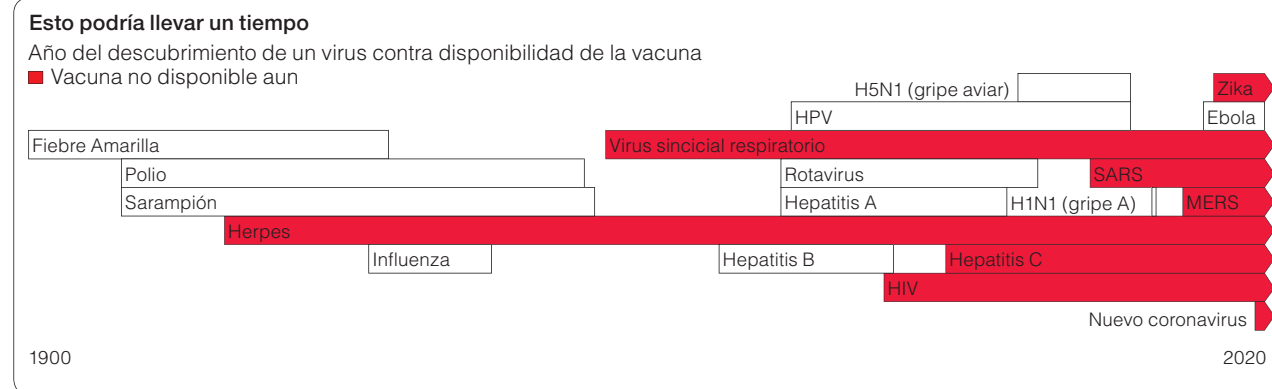 Esto podría llevar un tiempo
Año del descubrimiento de un virus contra disponibilidad de la vacuna
Vacuna no disponible aun
H5N1 (gripe aviar)
Zika
HPV
Ebola
Fiebre Amarilla
Virus sincicial respiratorio
Polio
Rotavirus
SARS
Sarampión
Hepatitis A
H1N1 (gripe A)
MERS
Herpes
Influenza
Hepatitis B
Hepatitis C
HIV
Nuevo coronavirus
1900
2020